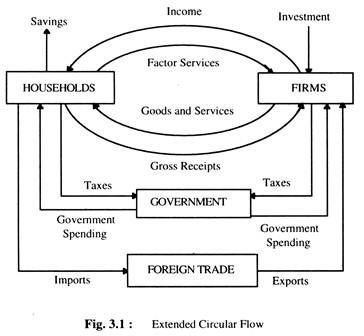 Income
Savings
Investment
Factor Services
HOUSEHOLDS
FIRMS
Goods and Services
Gross Receipts
Taxes
Taxes
GOVERNMENT
Government
Spending
Government
Spending
FOREIGN TRADE
Imports
Exports
Fig. 3.1 : Extended Circular Flow